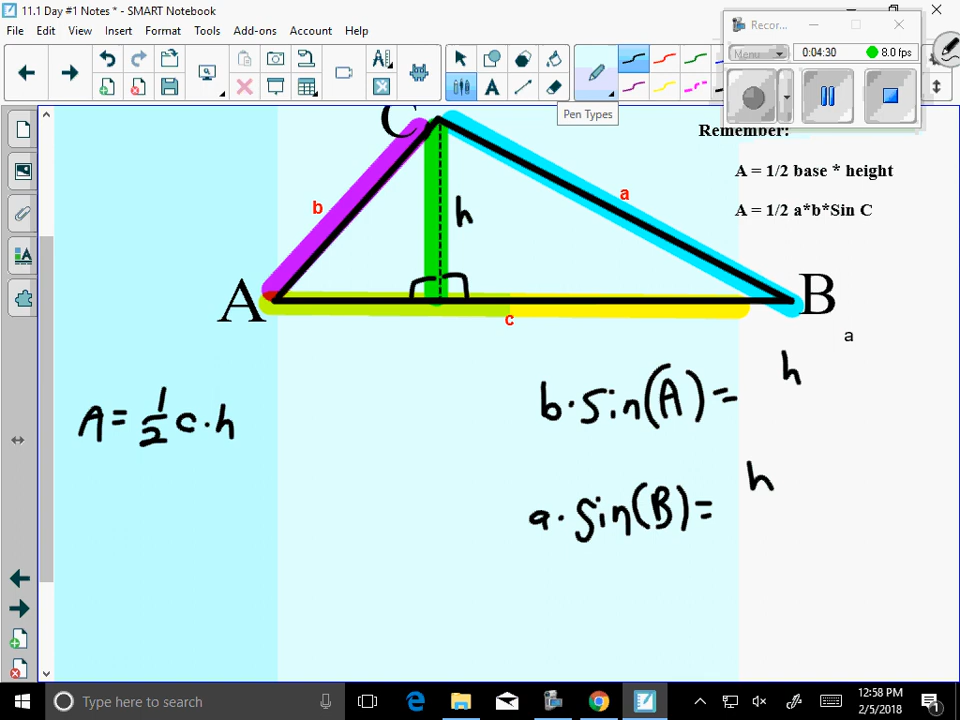 11.1 Day #1 Notes * - SMART Notebook
File Edit View Insert Format Tools Add-ons Account Help
Recor...
Menu
0:04:30
8.0 fps
Pen Types
Remember:
A = 1/2 base * height
A = 1/2 a*b*Sin C
C
b
a
h
A
B
c
a
b·sin(A)= h
A = 1/2 c·h
a·sin(B)= h
Type here to search
12:58 PM
2/5/2018
1